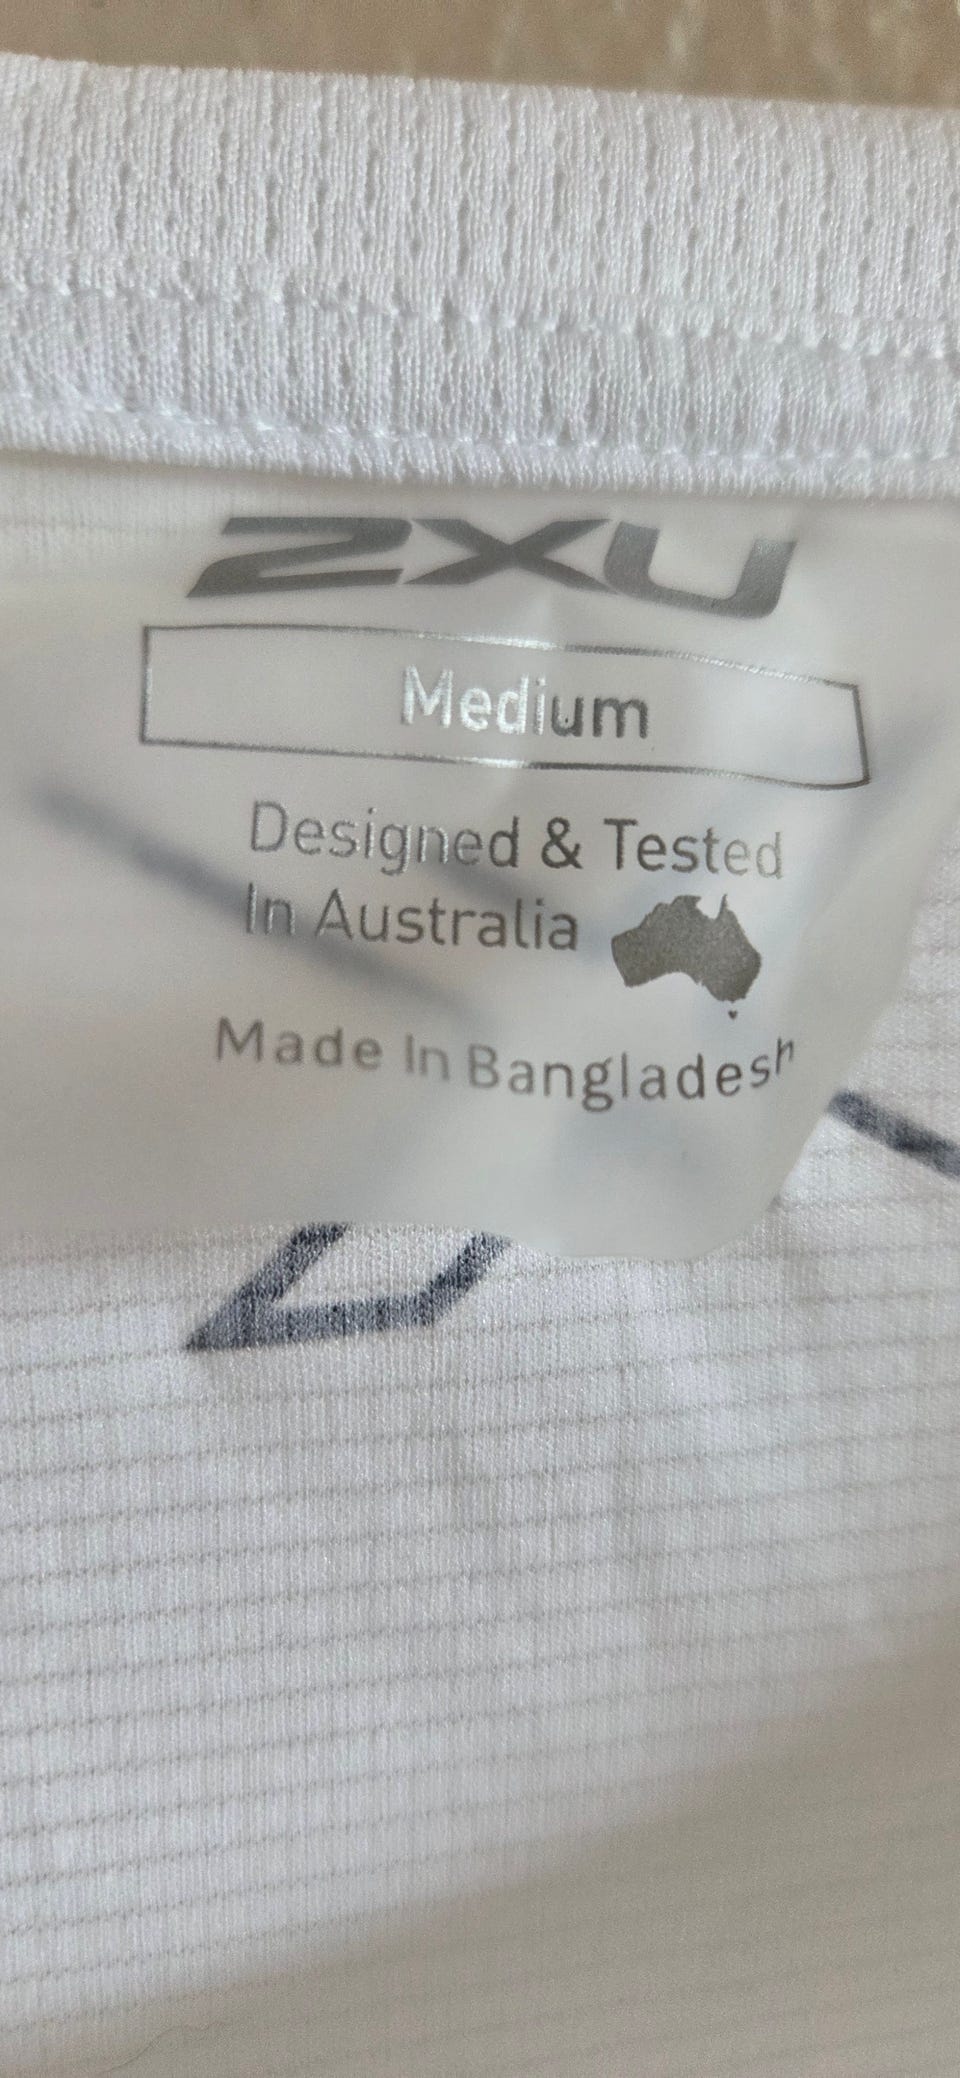 2XU
Medium
Designed & Tested
In Australia
Made In Bangladesh